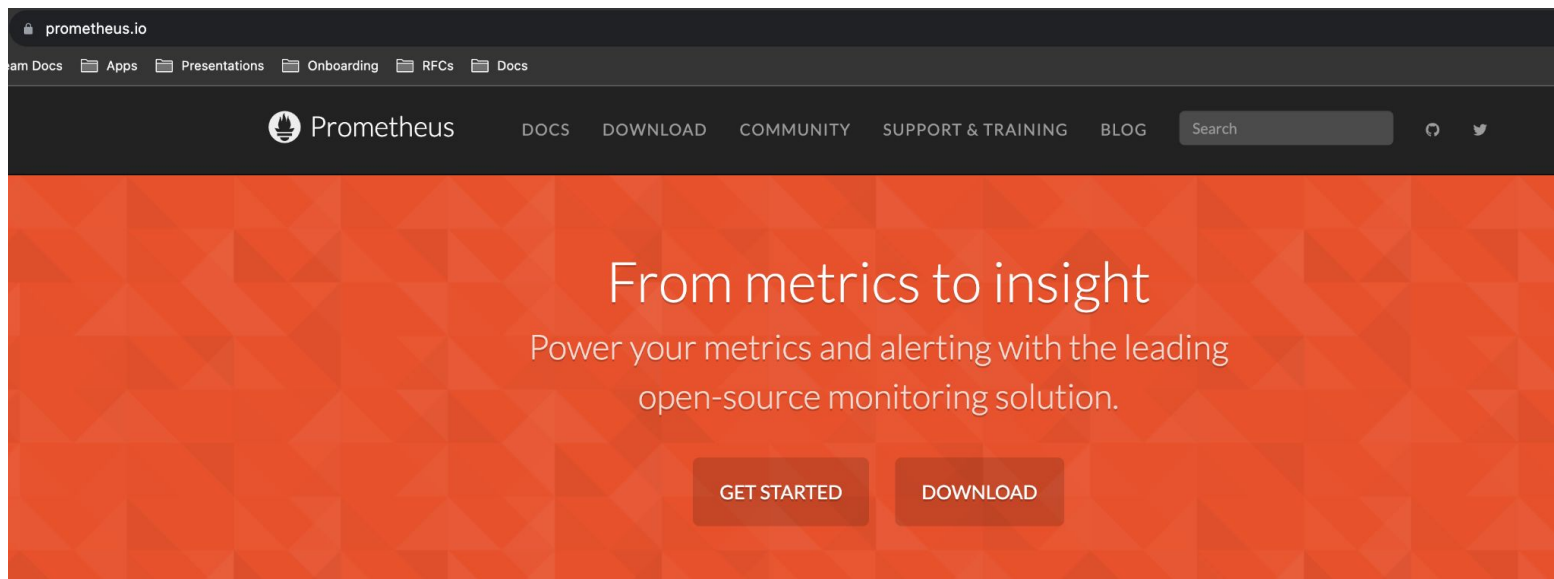 prometheus.io
eam Docs Apps Presentations Onboarding RFCs Docs
Prometheus DOCS DOWNLOAD COMMUNITY SUPPORT & TRAINING BLOG Search
From metrics to insight
Power your metrics and alerting with the leading
open-source monitoring solution.
GET STARTED DOWNLOAD